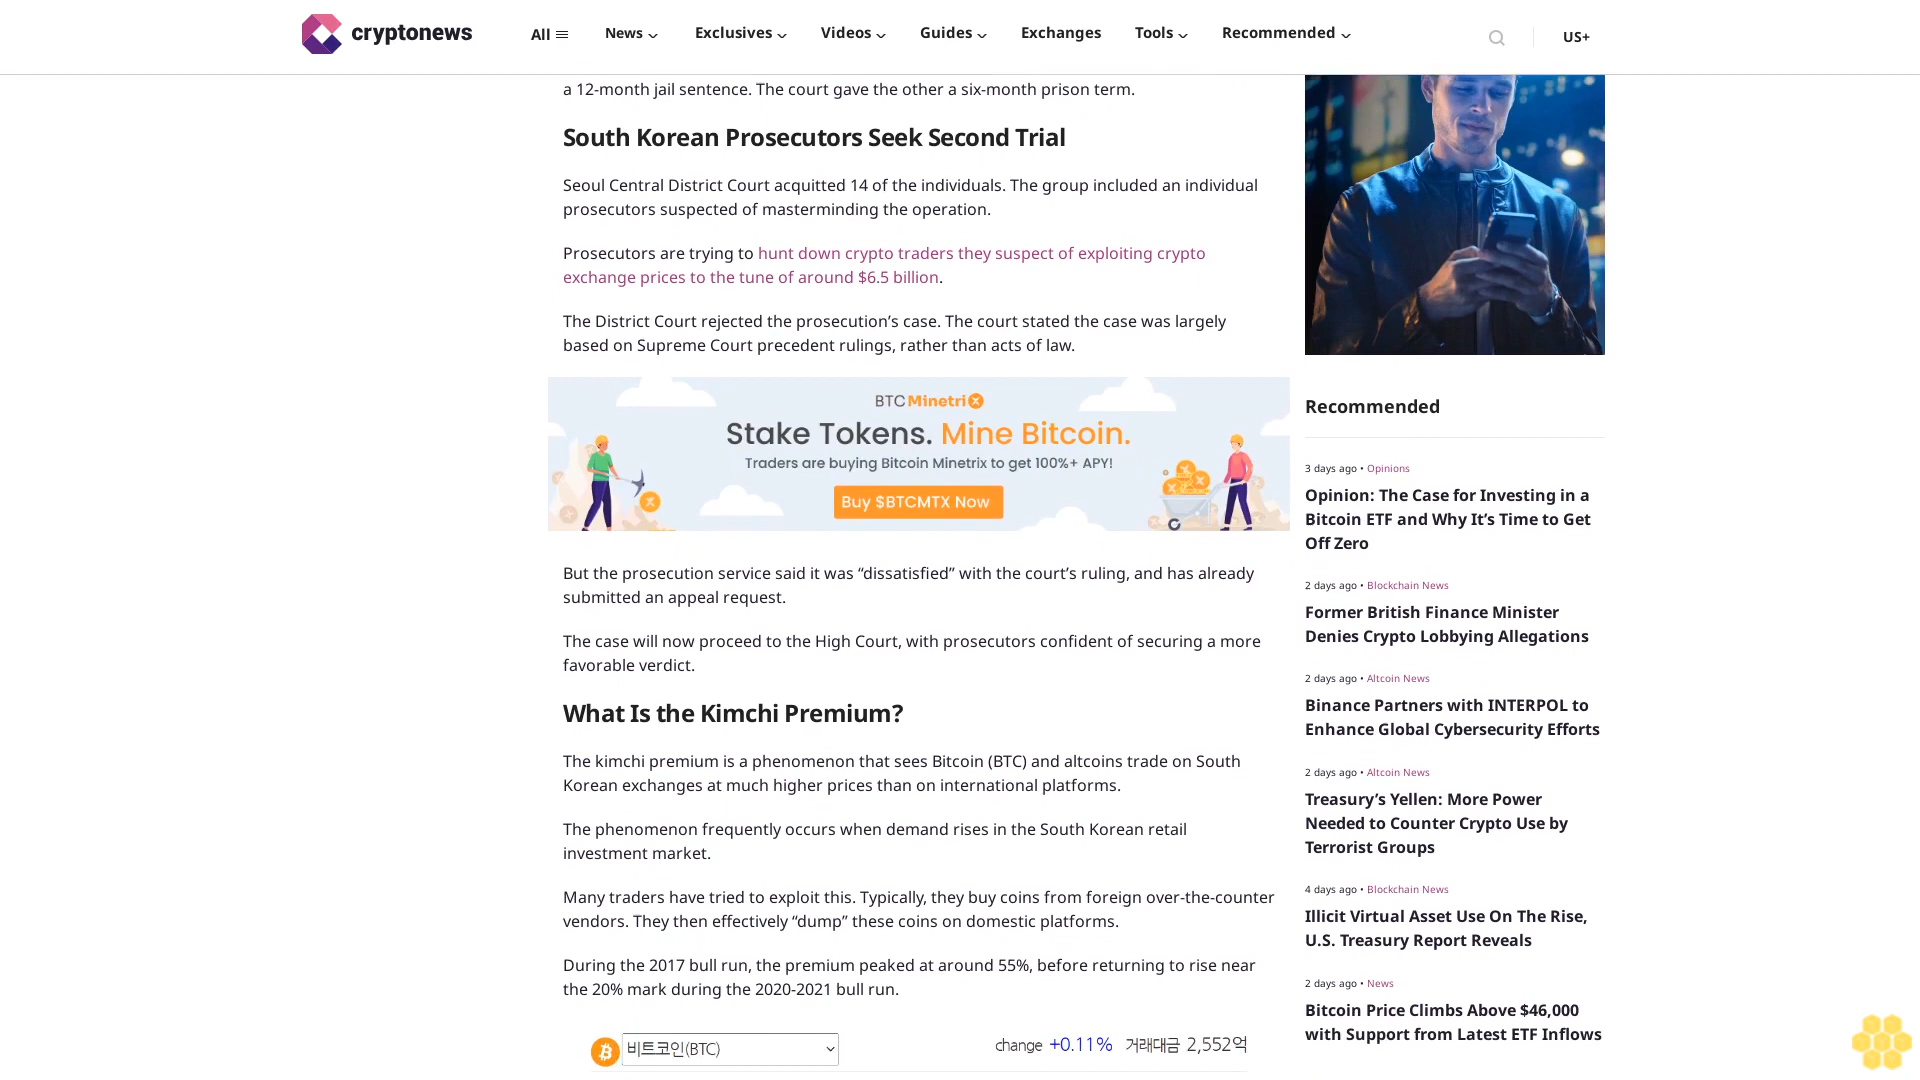 cryptonews
All
News
Exclusives
Videos
Guides
Exchanges
Tools
Recommended
US+
a 12-month jail sentence. The court gave the other a six-month prison term.
South Korean Prosecutors Seek Second Trial
Seoul Central District Court acquitted 14 of the individuals. The group included an individual
prosecutors suspected of masterminding the operation.
Prosecutors are trying to hunt down crypto traders they suspect of exploiting crypto
exchange prices to the tune of around $6.5 billion.
The District Court rejected the prosecution’s case. The court stated the case was largely
based on Supreme Court precedent rulings, rather than acts of law.
BTC Minetrix
Stake Tokens. Mine Bitcoin.
Traders are buying Bitcoin Minetrix to get 100%+ APY!
Buy $BTCMTX Now
But the prosecution service said it was “dissatisfied” with the court’s ruling, and has already
submitted an appeal request.
The case will now proceed to the High Court, with prosecutors confident of securing a more
favorable verdict.
What Is the Kimchi Premium?
The kimchi premium is a phenomenon that sees Bitcoin (BTC) and altcoins trade on South
Korean exchanges at much higher prices than on international platforms.
The phenomenon frequently occurs when demand rises in the South Korean retail
investment market.
Many traders have tried to exploit this. Typically, they buy coins from foreign over-the-counter
vendors. They then effectively “dump” these coins on domestic platforms.
During the 2017 bull run, the premium peaked at around 55%, before returning to rise near
the 20% mark during the 2020-2021 bull run.
비트코인(BTC)
change +0.11% 거래대금 2,552억
Recommended
3 days ago • Opinions
Opinion: The Case for Investing in a
Bitcoin ETF and Why It’s Time to Get
Off Zero
2 days ago • Blockchain News
Former British Finance Minister
Denies Crypto Lobbying Allegations
2 days ago • Altcoin News
Binance Partners with INTERPOL to
Enhance Global Cybersecurity Efforts
2 days ago • Altcoin News
Treasury’s Yellen: More Power
Needed to Counter Crypto Use by
Terrorist Groups
4 days ago • Blockchain News
Illicit Virtual Asset Use On The Rise,
U.S. Treasury Report Reveals
2 days ago • News
Bitcoin Price Climbs Above $46,000
with Support from Latest ETF Inflows